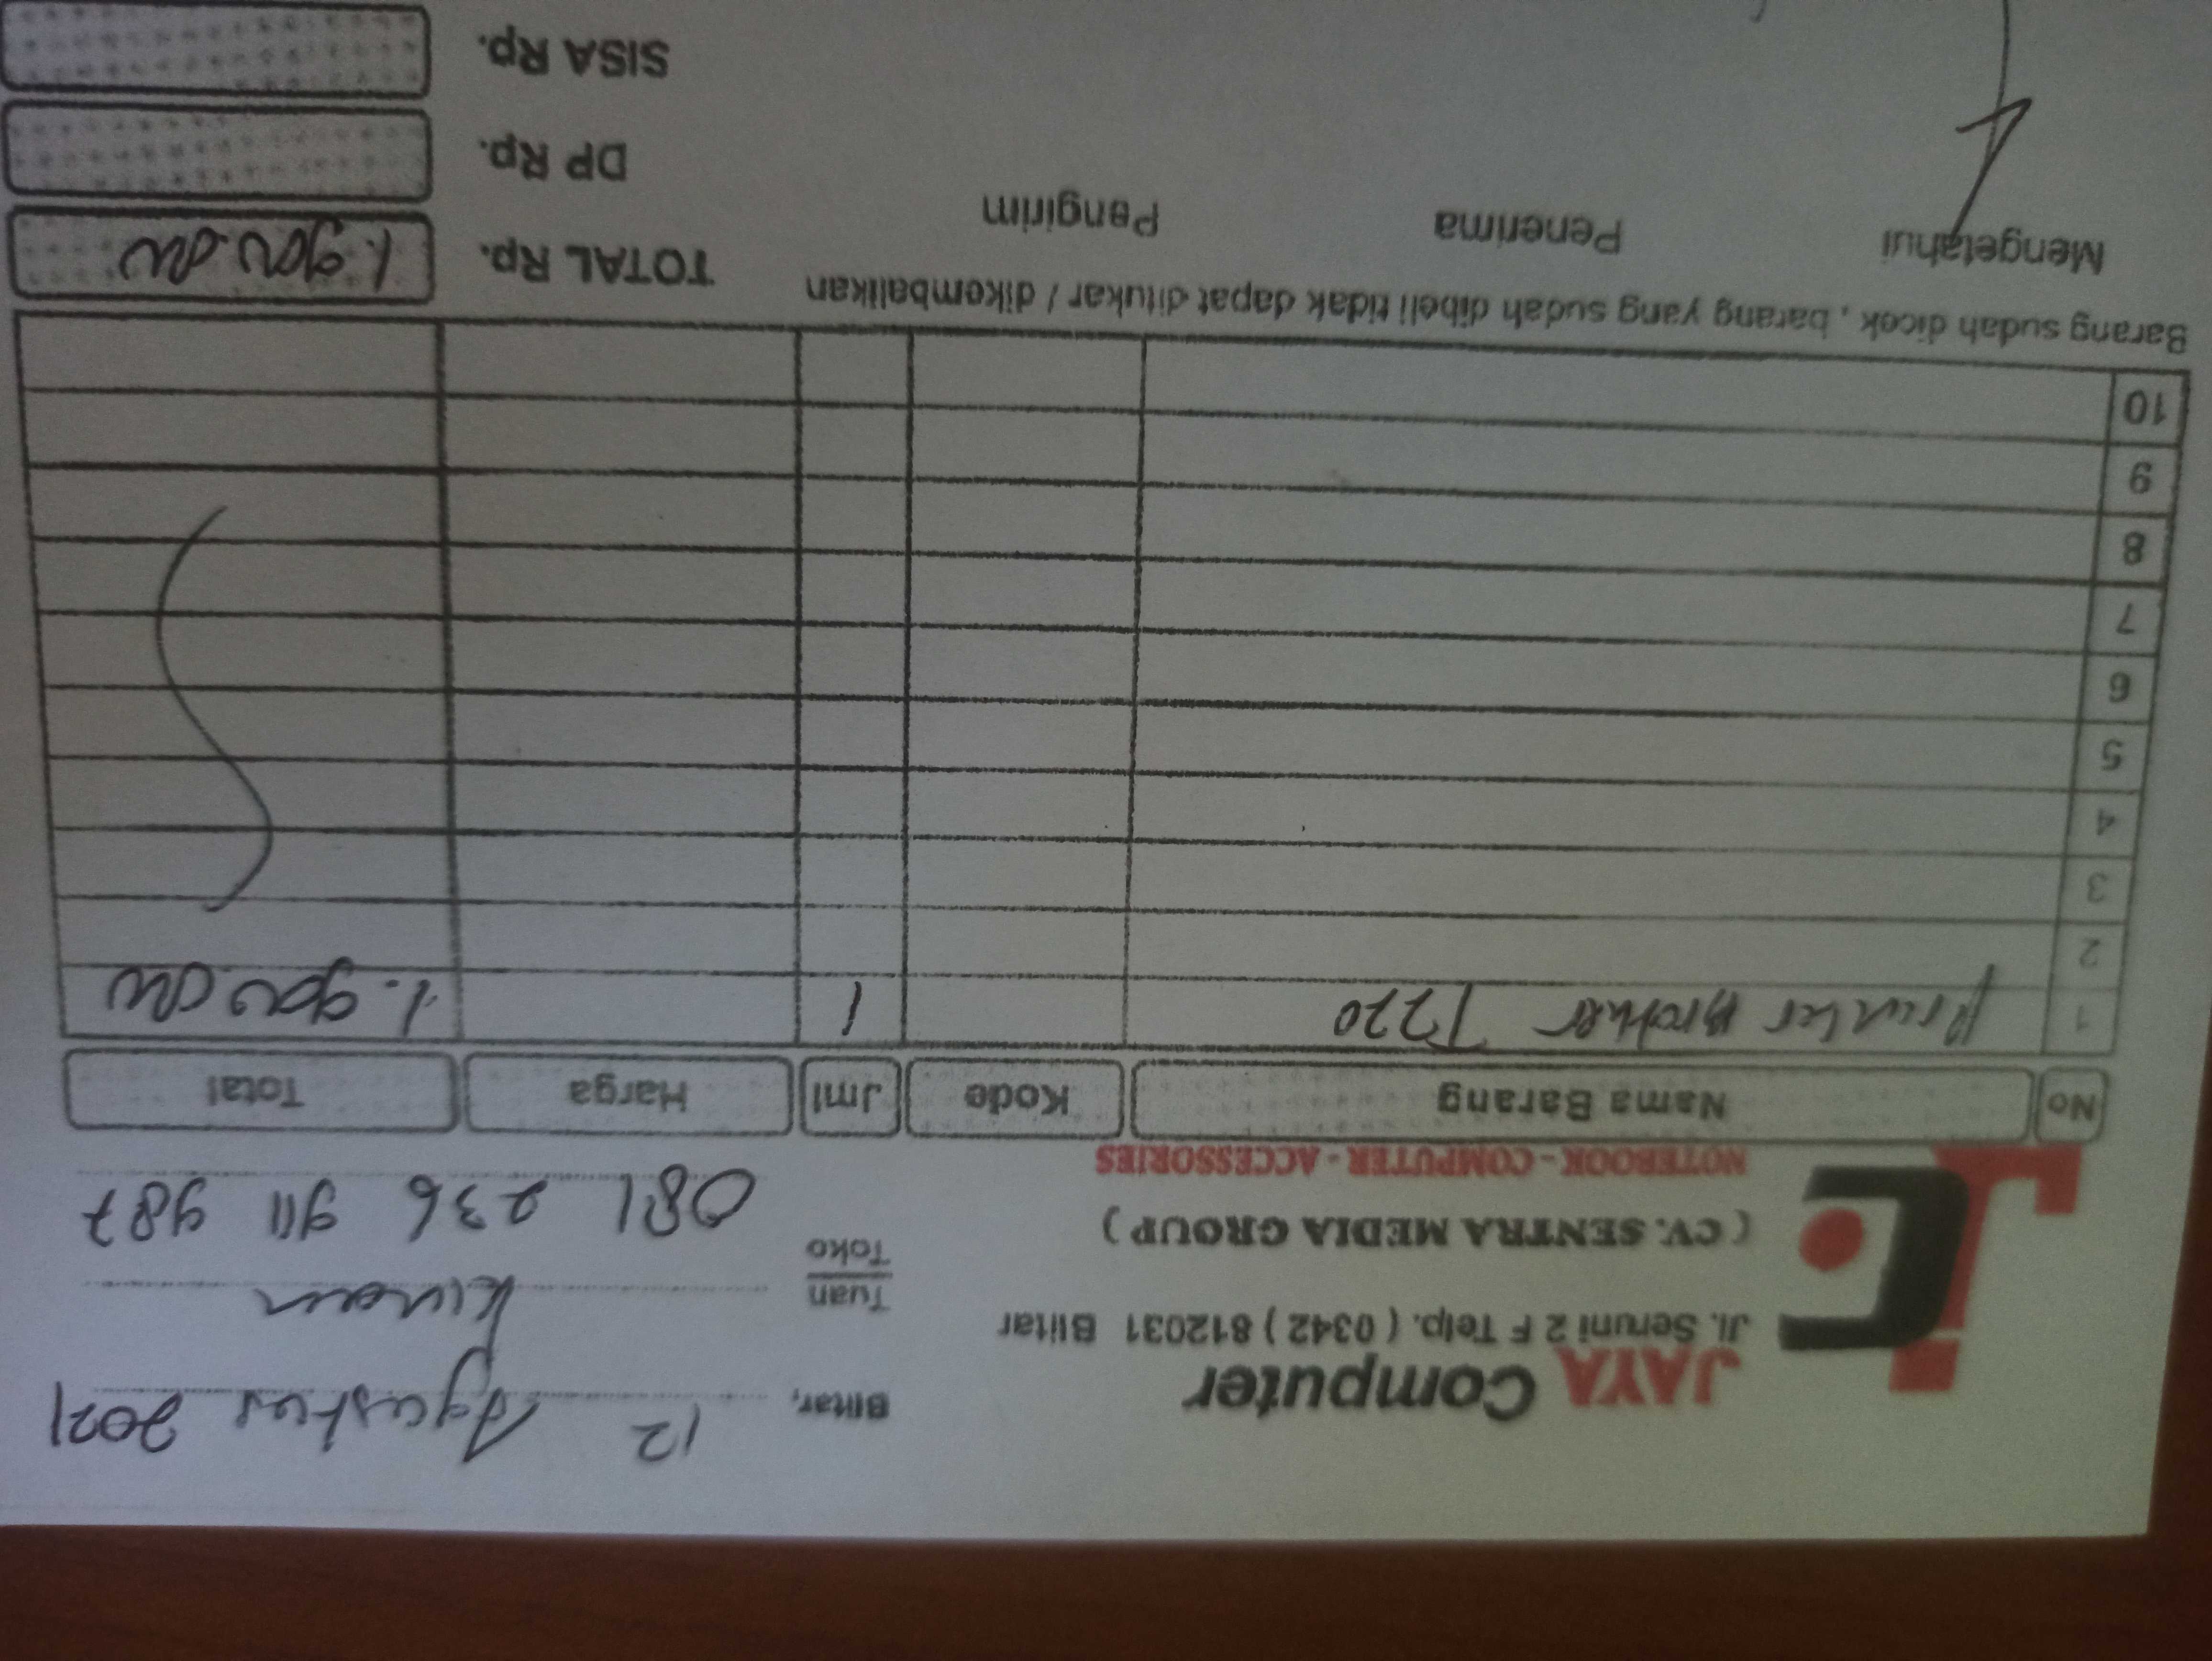 JAYA Computer
Jl. Seruni 2 F Telp. ( 0342 ) 812031 Blitar
( CV. SENTRA MEDIA GROUP )
NOTEBOOK - COMPUTER - ACCESSORIES
Blitar, 12 Agustus 2021
Tuan
Toko
081 236 911 987
No Nama Barang Kode Jml Harga Total
1 Printer Brother T220 1 1.900.000
2
3
4
5
6
7
8
9
10
Barang sudah dicek , barang yang sudah dibeli tidak dapat ditukar / dikembalikan
TOTAL Rp. 1.900.000
Mengetahui Penerima Pengirim
DP Rp.
SISA Rp.